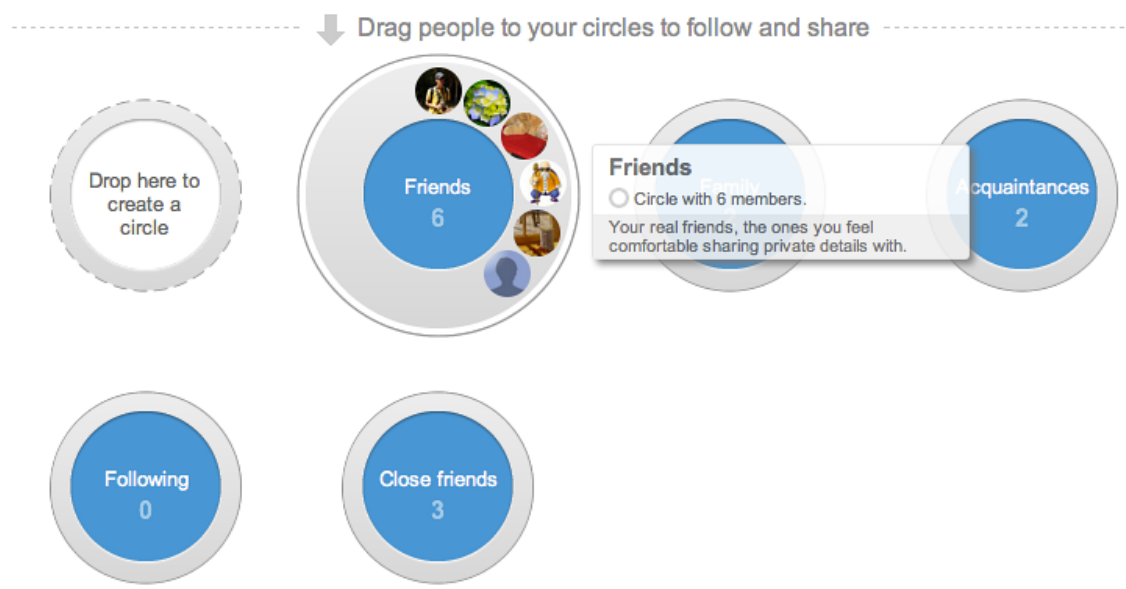 Drag people to your circles to follow and share
Drop here to
create a
circle
Friends
6
Friends
Circle with 6 members.
Your real friends, the ones you feel
comfortable sharing private details with.
Family
2
Acquaintances
2
Following
0
Close friends
3